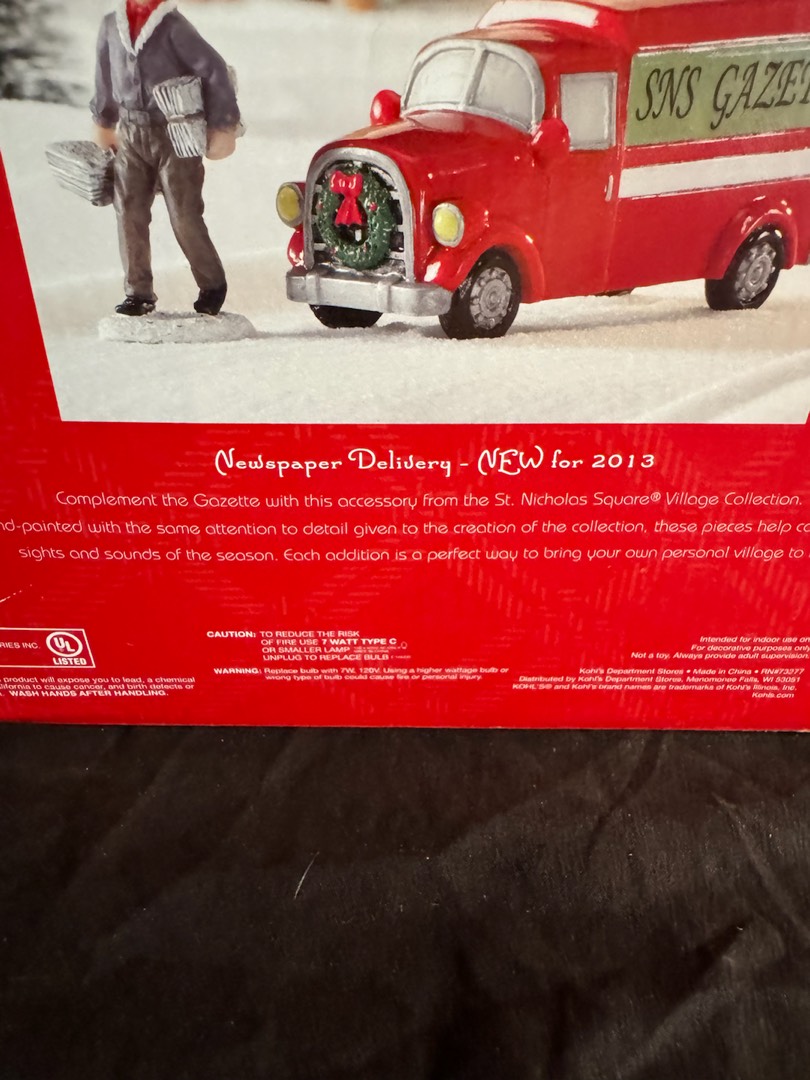 SNS GAZE
Newspaper Delivery - NEW for 2013
Complement the Gazette with this accessory from the St. Nicholas Square® Village Collection.
nd-painted with the same attention to detail given to the creation of the collection, these pieces help
sights and sounds of the season. Each addition is a perfect way to bring your own personal village to
RIES INC.
UL
LISTED
product will expose you to lead, a chemical
lifornia to cause cancer, and birth defects or
WASH HANDS AFTER HANDLING.
CAUTION: TO REDUCE THE RISK
OF FIRE USE 7 WATT TYPE C
OR SMALLER LAMP
UNPLUG TO REPLACE BULB
WARNING: Replace bulb with 7W, 120V. Using a higher wattage bulb or
wrong type of bulb could cause fire or personal injury.
Intended for indoor use on
For decorative purposes only
Not a toy. Always provide adult supervision.
Kohl's Department Stores • Made in China • RN#73277
Distributed by Kohl's Department Stores, Menomonee Falls, WI 53051
KOHL'S® and Kohl's brand names are trademarks of Kohl's Illinois, Inc.
Kohls.com